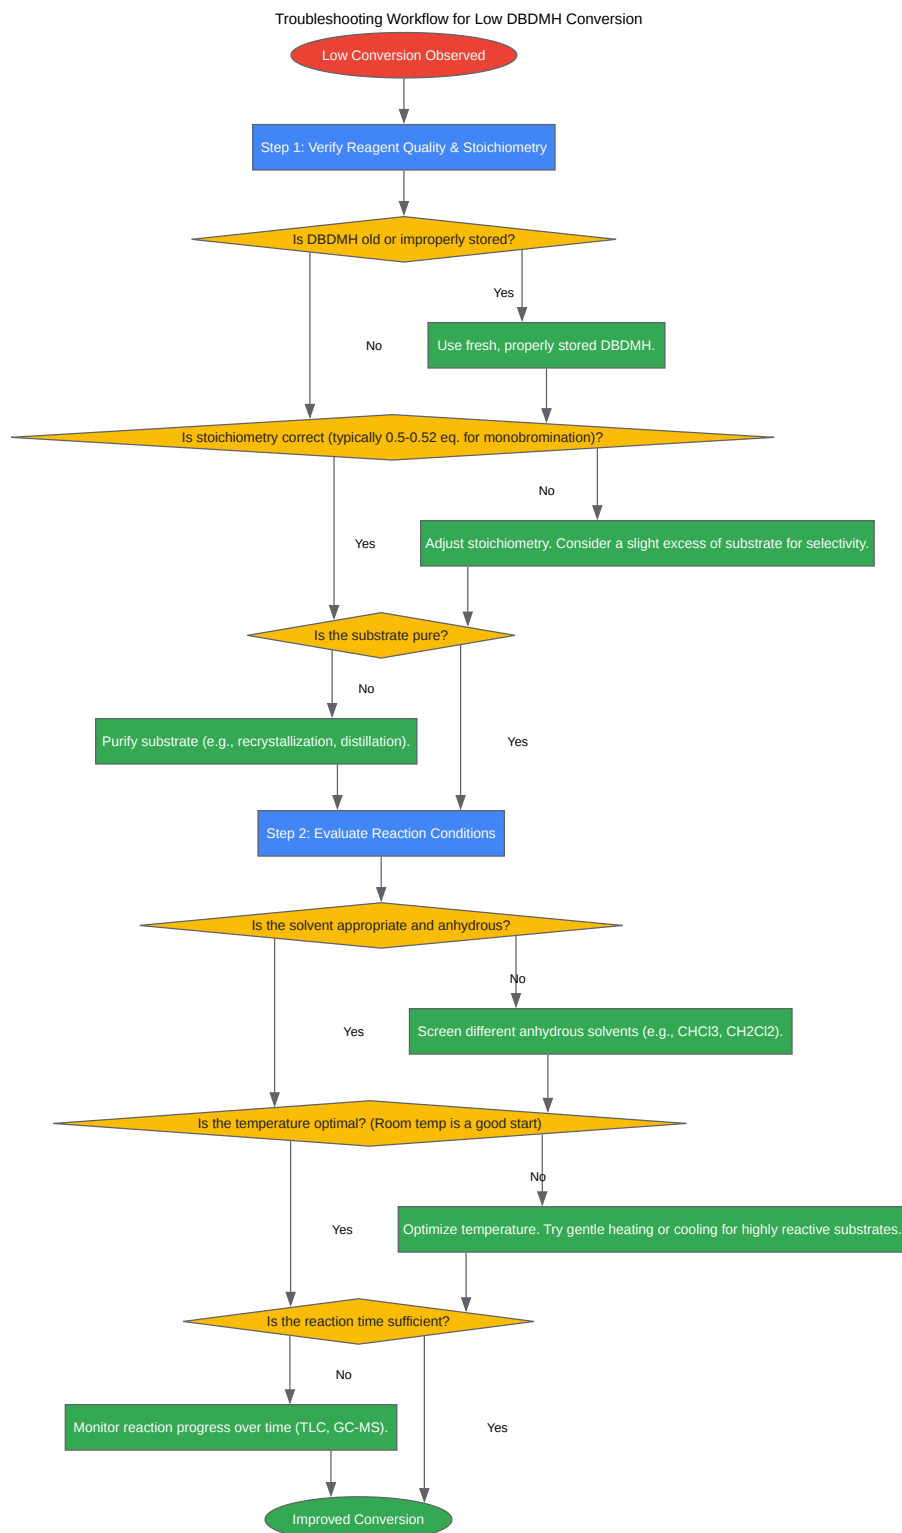 Troubleshooting Workflow for Low DBDMH Conversion
Low Conversion Observed
Step 1: Verify Reagent Quality & Stoichiometry
Is DBDMH old or improperly stored?
Yes
No
Use fresh, properly stored DBDMH.
Is stoichiometry correct (typically 0.5-0.52 eq. for monobromination)?
No
Yes
Adjust stoichiometry. Consider a slight excess of substrate for selectivity.
Is the substrate pure?
No
Yes
Purify substrate (e.g., recrystallization, distillation).
Step 2: Evaluate Reaction Conditions
Is the solvent appropriate and anhydrous?
No
Yes
Screen different anhydrous solvents (e.g., CHCl3, CH2Cl2).
Is the temperature optimal? (Room temp is a good start)
No
Yes
Optimize temperature. Try gentle heating or cooling for highly reactive substrates.
Is the reaction time sufficient?
No
Yes
Monitor reaction progress over time (TLC, GC-MS).
Improved Conversion